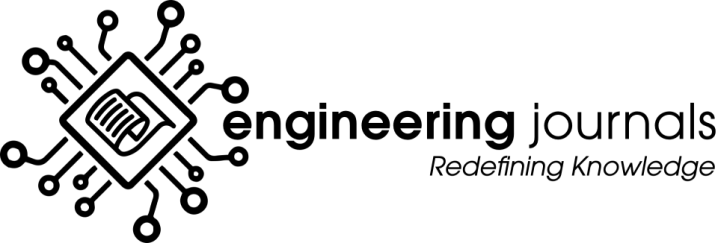 engineering journals
Redefining Knowledge